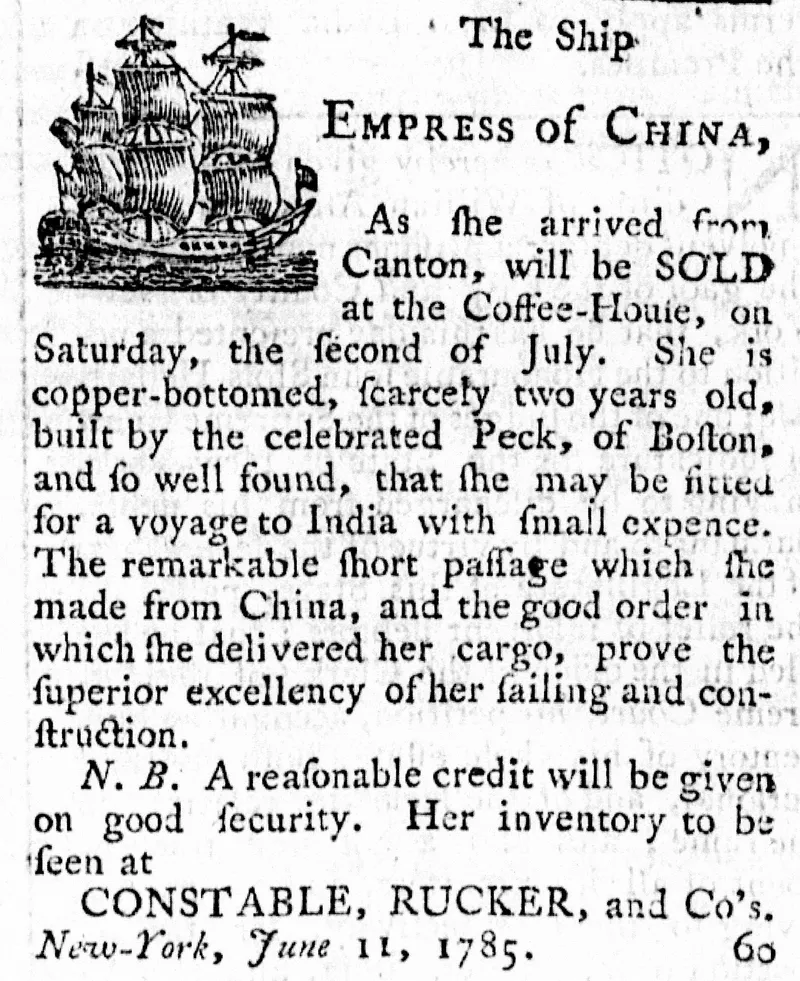 The Ship
EMPRESS of CHINA,
As ſhe arrived from
Canton, will be SOLD
at the Coffee-Houſe, on
Saturday, the ſecond of July. She is
copper-bottomed, ſcarcely two years old,
built by the celebrated Peck, of Boſton,
and ſo well found, that ſhe may be fitted
for a voyage to India with ſmall expence.
The remarkable ſhort paſſage which ſhe
made from China, and the good order in
which ſhe delivered her cargo, prove the
ſuperior excellency of her ſailing and con-
ſtruction.
N. B. A reaſonable credit will be given
on good ſecurity. Her inventory to be
ſeen at
CONSTABLE, RUCKER, and Co's.
New-York, June 11, 1785. 60